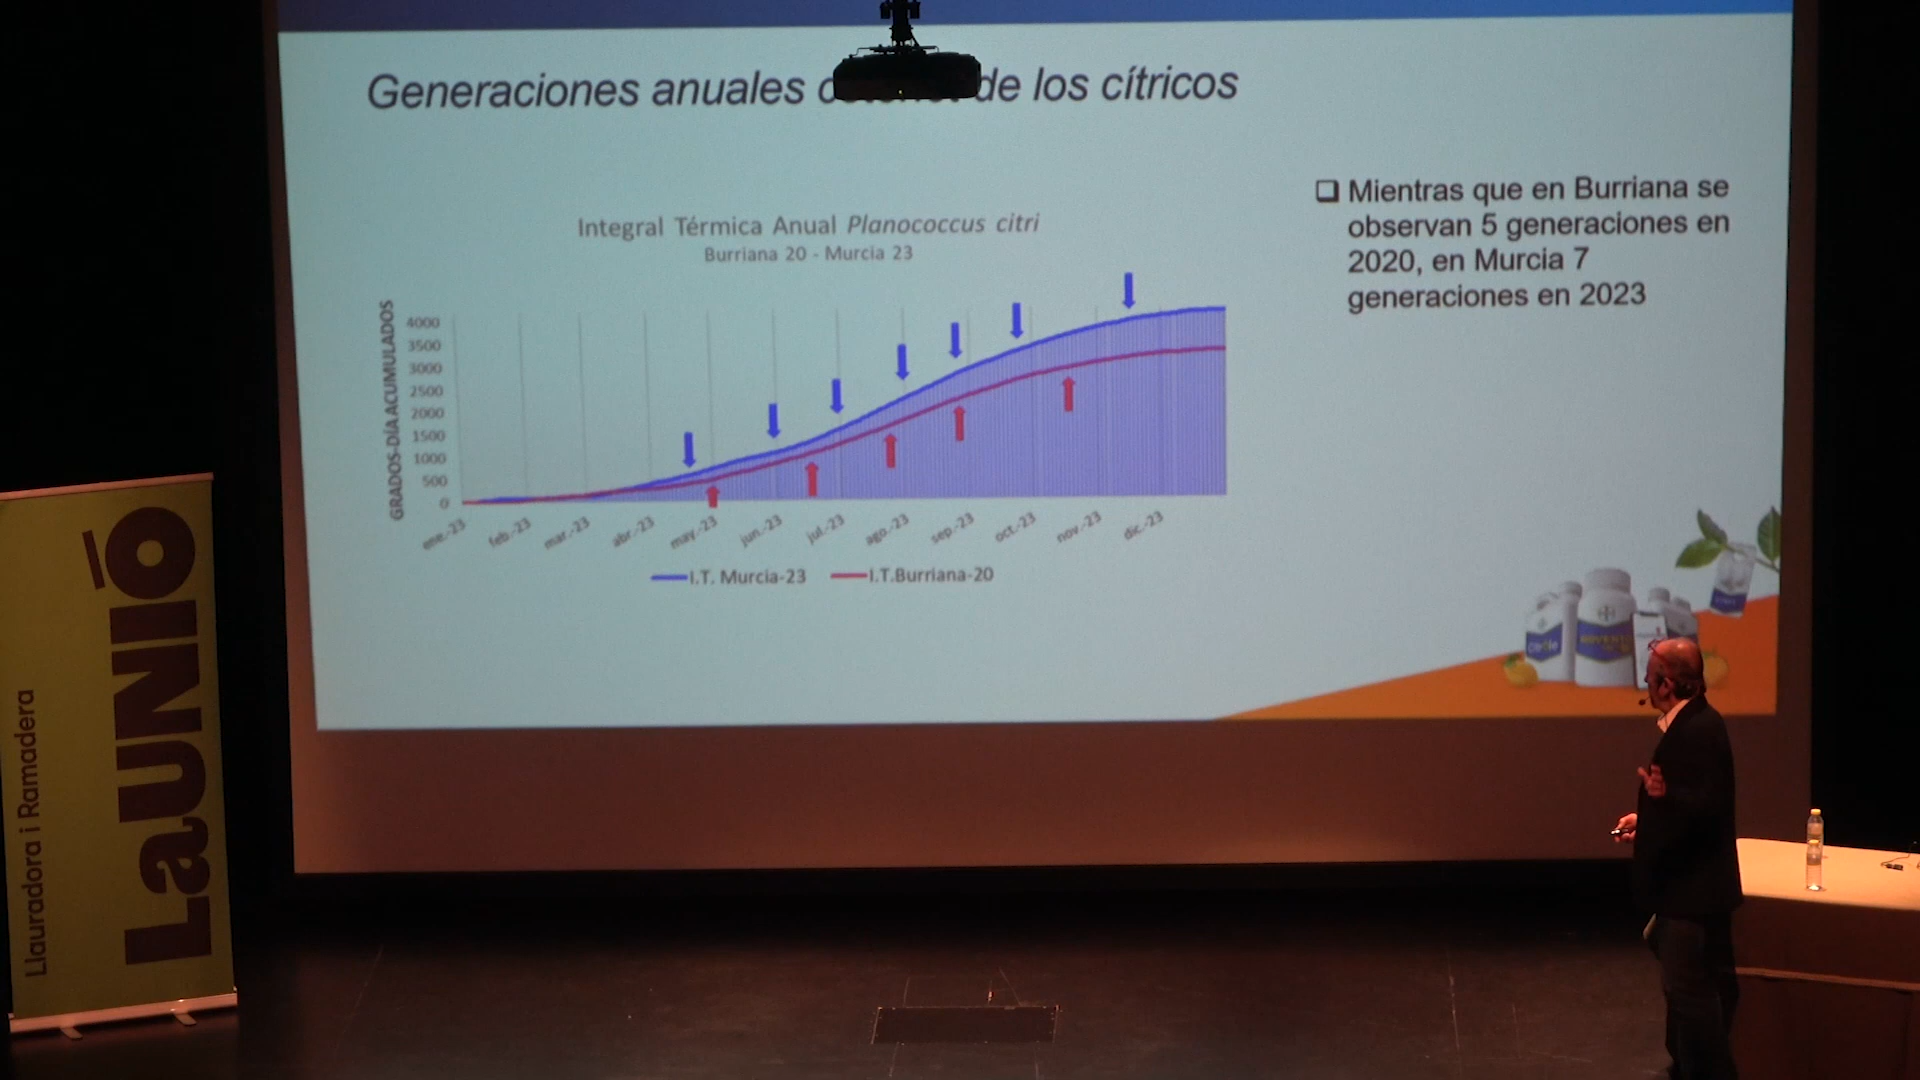 Generaciones anuales de los cítricos
Integral Térmica Anual Planococcus citri
Burriana 20 - Murcia 23
GRADOS-DÍA ACUMULADOS
4000
3500
3000
2500
2000
1500
1000
500
0
ene.-23 feb.-23 mar.-23 abr.-23 may.-23 jun.-23 jul.-23 ago.-23 sep.-23 oct.-23 nov.-23 dic.-23
I.T. Murcia-23 I.T.Burriana-20
❑ Mientras que en Burriana se
observan 5 generaciones en
2020, en Murcia 7
generaciones en 2023
LaUNIÓ
Llauradora i Ramadera